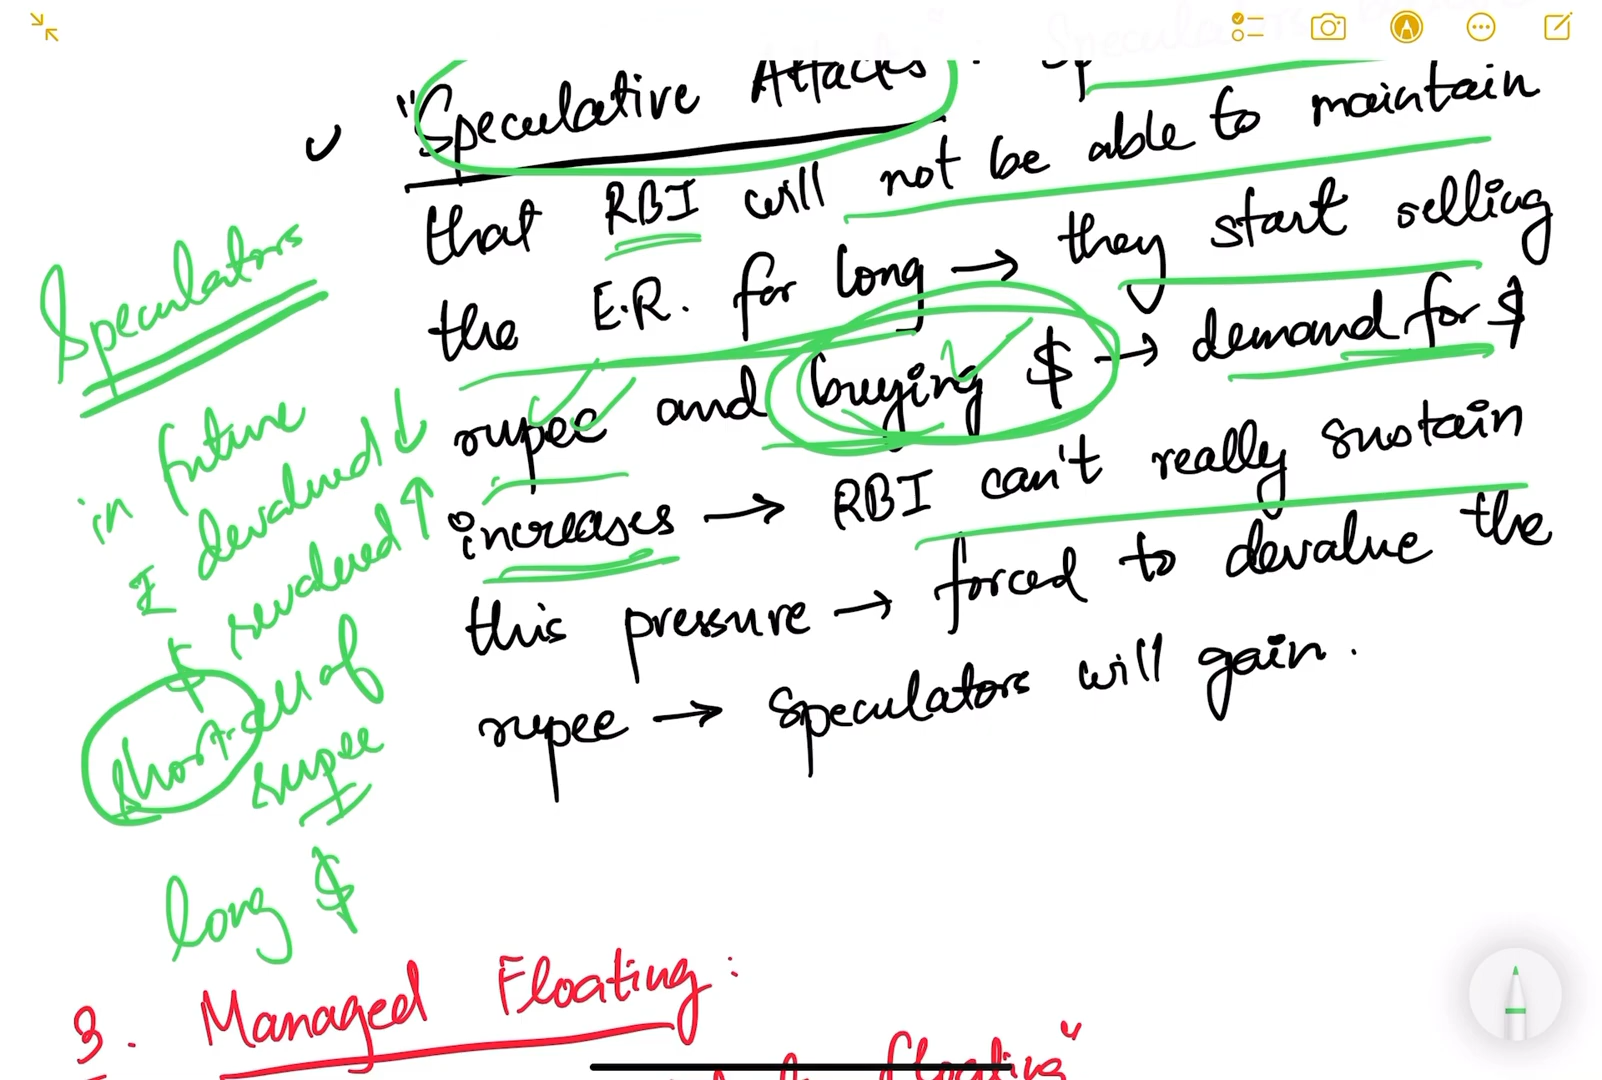 "Speculative Attacks" :
that RBI will not be able to maintain
the E.R. for long → they start selling
rupee and buying $ → demand for $
increases → RBI can't really sustain
this pressure → forced to devalue the
rupee → Speculators will gain.
Speculators
in future
₹ devalued ↓
$ revalued ↑
short-sell of
rupee
long $
3. Managed Floating:
Floating"